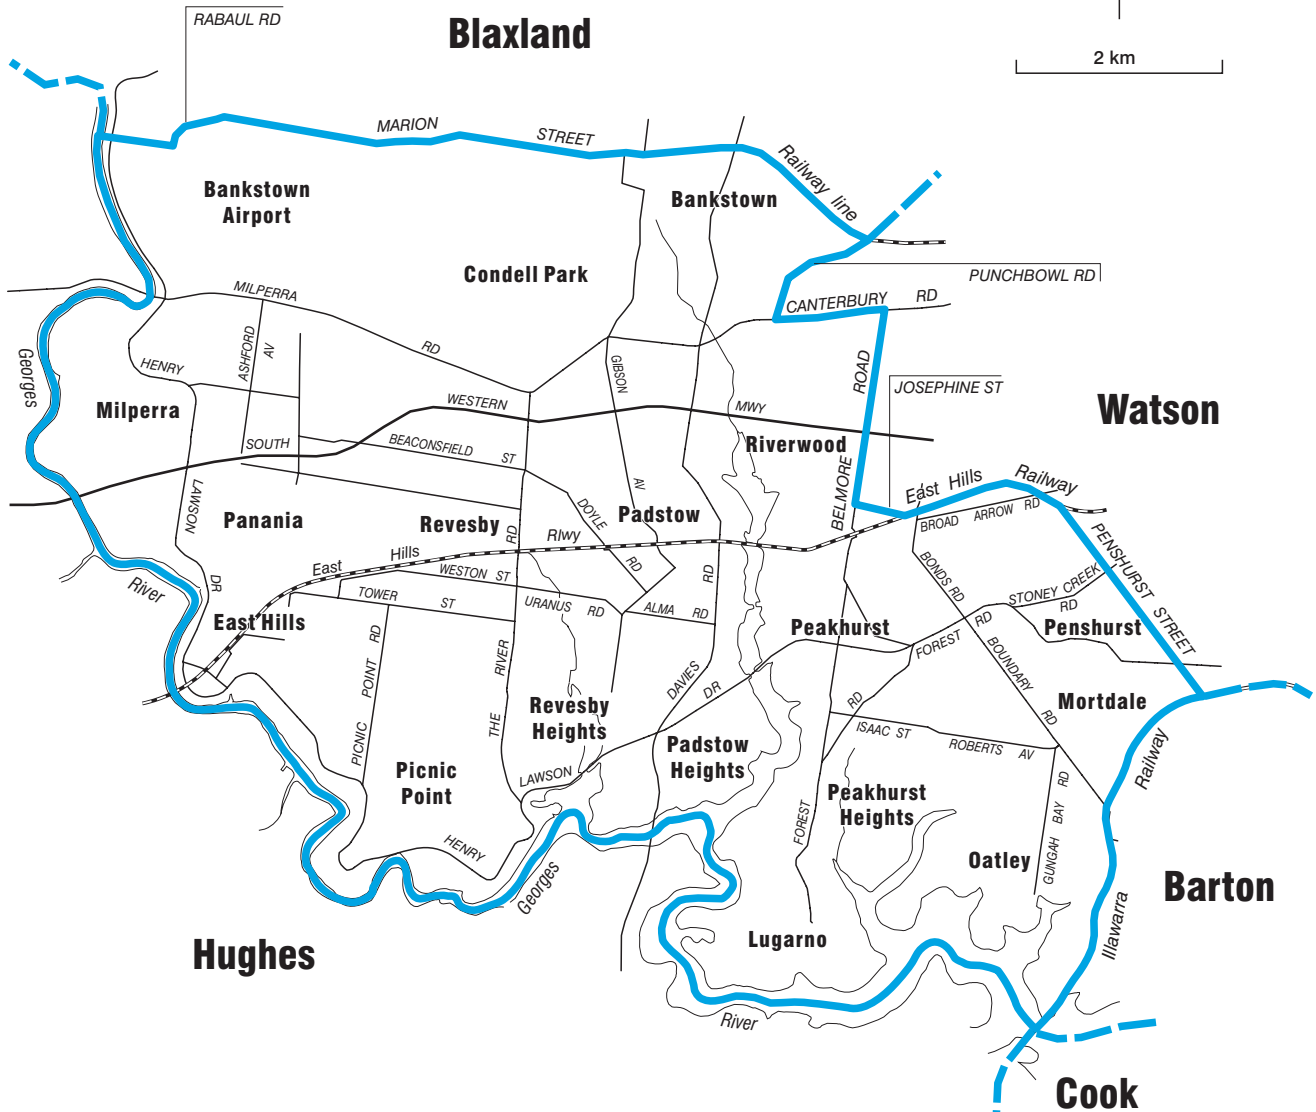 RABAUL RD
Blaxland
2 km
MARION
STREET
Railway line
Bankstown
Airport
Bankstown
Condell Park
PUNCHBOWL RD
CANTERBURY
RD
MILPERRA
RD
ASHFORD
AV
HENRY
GIBSON
AV
ROAD
JOSEPHINE ST
Georges
Milperra
WESTERN
MWY
Watson
SOUTH
BEACONSFIELD
ST
Riverwood
BELMORE
East Hills
Railway
LAWSON
DR
Panania
Revesby
RD
DOYLE
RD
Padstow
BROAD ARROW RD
PENSHURST STREET
East
Hills
Rlwy
RD
BONDS RD
River
WESTON ST
TOWER
ST
URANUS
RD
ALMA
RD
STONEY CREEK
RD
East Hills
Peakhurst
FOREST
RD
Penshurst
PICNIC
POINT
RD
THE
RIVER
DAVIES
DR
BOUNDARY
RD
Revesby
Heights
Mortdale
RD
ISAAC ST
ROBERTS
AV
Padstow
Heights
Railway
LAWSON
Picnic
Point
Peakhurst
Heights
FOREST
GUNGAH
BAY
RD
HENRY
Oatley
Georges
Barton
Hughes
Lugarno
Illawarra
River
Cook